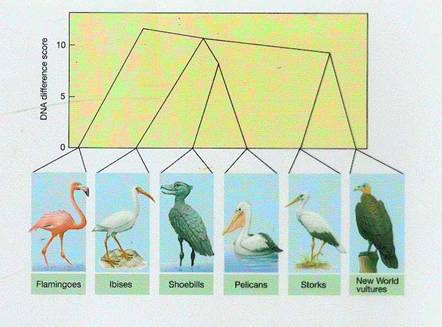 DNA difference score
10
5
0
Flamingoes
Ibises
Shoebills
Pelicans
Storks
New World
vultures